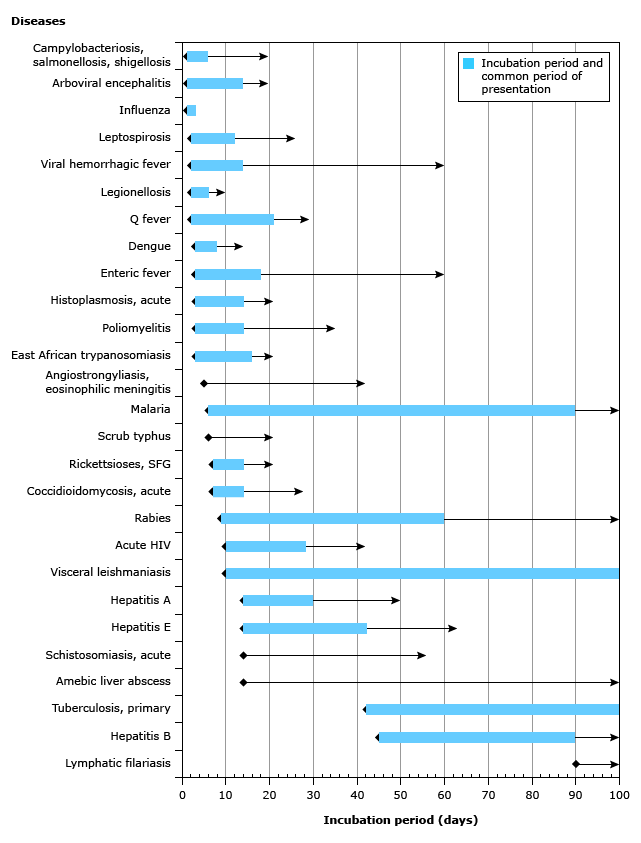 Diseases
Campylobacteriosis,
salmonellosis, shigellosis
Arboviral encephalitis
Influenza
Leptospirosis
Viral hemorrhagic fever
Legionellosis
Q fever
Dengue
Enteric fever
Histoplasmosis, acute
Poliomyelitis
East African trypanosomiasis
Angiostrongyliasis,
eosinophilic meningitis
Malaria
Scrub typhus
Rickettsioses, SFG
Coccidioidomycosis, acute
Rabies
Acute HIV
Visceral leishmaniasis
Hepatitis A
Hepatitis E
Schistosomiasis, acute
Amebic liver abscess
Tuberculosis, primary
Hepatitis B
Lymphatic filariasis
Incubation period and
common period of
presentation
0 10 20 30 40 50 60 70 80 90 100
Incubation period (days)